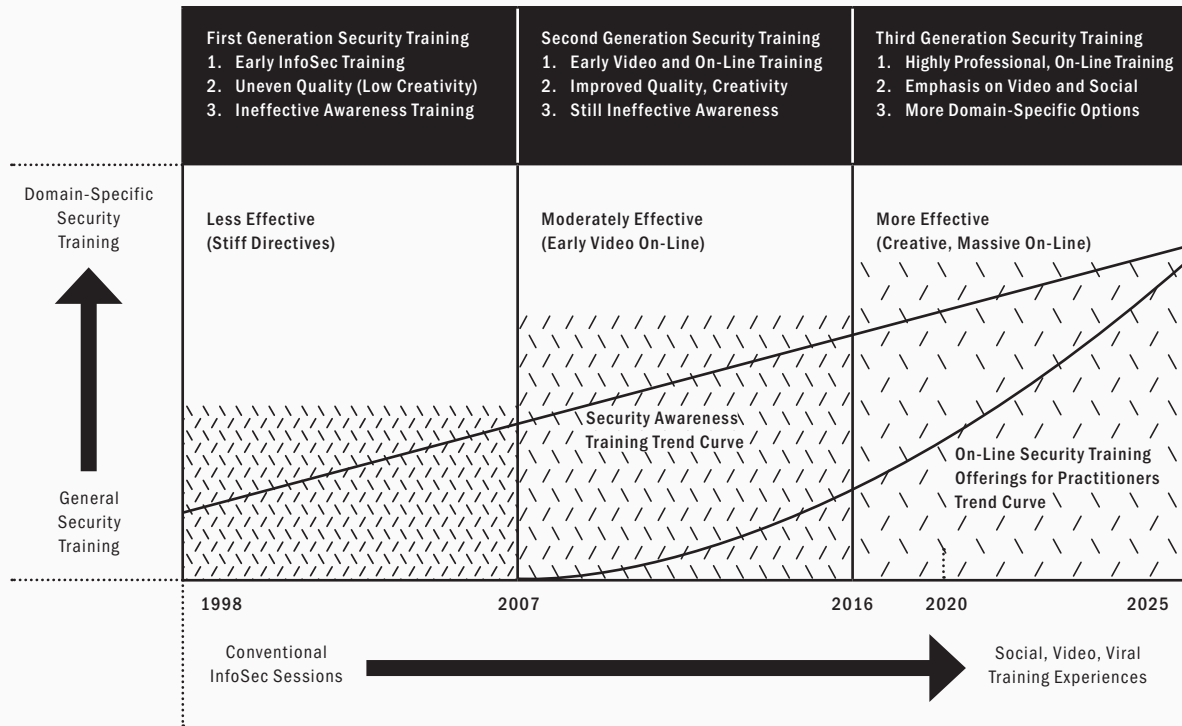 First Generation Security Training
1. Early InfoSec Training
2. Uneven Quality (Low Creativity)
3. Ineffective Awareness Training
Second Generation Security Training
1. Early Video and On-Line Training
2. Improved Quality, Creativity
3. Still Ineffective Awareness
Third Generation Security Training
1. Highly Professional, On-Line Training
2. Emphasis on Video and Social
3. More Domain-Specific Options
Domain-Specific
Security
Training
General
Security
Training
Less Effective
(Stiff Directives)
Moderately Effective
(Early Video On-Line)
More Effective
(Creative, Massive On-Line)
Security Awareness
Training Trend Curve
On-Line Security Training
Offerings for Practitioners
Trend Curve
1998
2007
2016
2020
2025
Conventional
InfoSec Sessions
Social, Video, Viral
Training Experiences